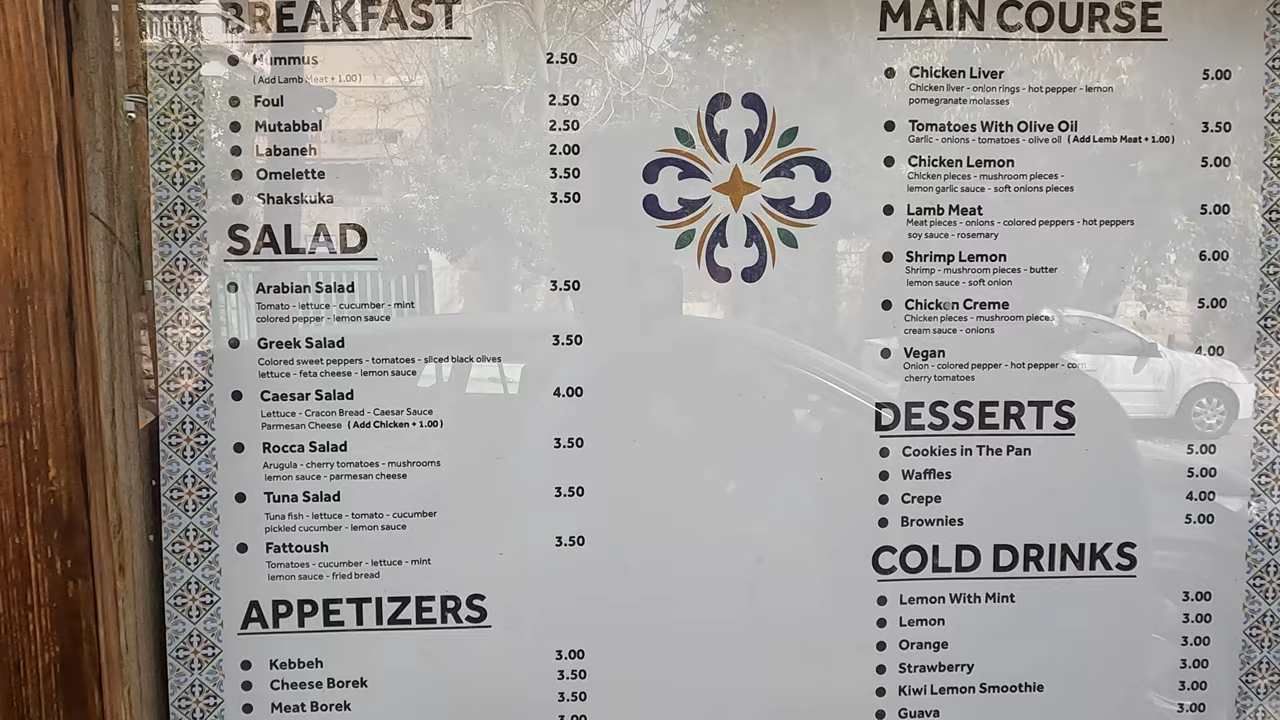 BREAKFAST
Hummus 2.50
(Add Lamb Meat + 1.00)
Foul 2.50
Mutabbal 2.50
Labaneh 2.00
Omelette 3.50
Shakskuka 3.50
SALAD
Arabian Salad 3.50
Tomato - lettuce - cucumber - mint
colored pepper - lemon sauce
Greek Salad 3.50
Colored sweet peppers - tomatoes - sliced black olives
lettuce - feta cheese - lemon sauce
Caesar Salad 4.00
Lettuce - Cracon Bread - Caesar Sauce
Parmesan Cheese (Add Chicken + 1.00)
Rocca Salad 3.50
Arugula - cherry tomatoes - mushrooms
lemon sauce - parmesan cheese
Tuna Salad 3.50
Tuna fish - lettuce - tomato - cucumber
pickled cucumber - lemon sauce
Fattoush 3.50
Tomatoes - cucumber - lettuce - mint
lemon sauce - fried bread
APPETIZERS
Kebbeh 3.00
Cheese Borek 3.50
Meat Borek 3.50
3.00
MAIN COURSE
Chicken Liver 5.00
Chicken liver - onion rings - hot pepper - lemon
pomegranate molasses
Tomatoes With Olive Oil 3.50
Garlic - onions - tomatoes - olive oil (Add Lemb Meat + 1.00)
Chicken Lemon 5.00
Chicken pieces - mushroom pieces -
lemon garlic sauce - soft onions pieces
Lamb Meat 5.00
Meat pieces - onions - colored peppers - hot peppers
soy sauce - rosemary
Shrimp Lemon 6.00
Shrimp - mushroom pieces - butter
lemon sauce - soft onion
Chicken Creme 5.00
Chicken pieces - mushroom pieces
cream sauce - onions
Vegan 4.00
Onion - colored pepper - hot pepper - corn
cherry tomatoes
DESSERTS
Cookies in The Pan 5.00
Waffles 5.00
Crepe 4.00
Brownies 5.00
COLD DRINKS
Lemon With Mint 3.00
Lemon 3.00
Orange 3.00
Strawberry 3.00
Kiwi Lemon Smoothie 3.00
Guava 3.00